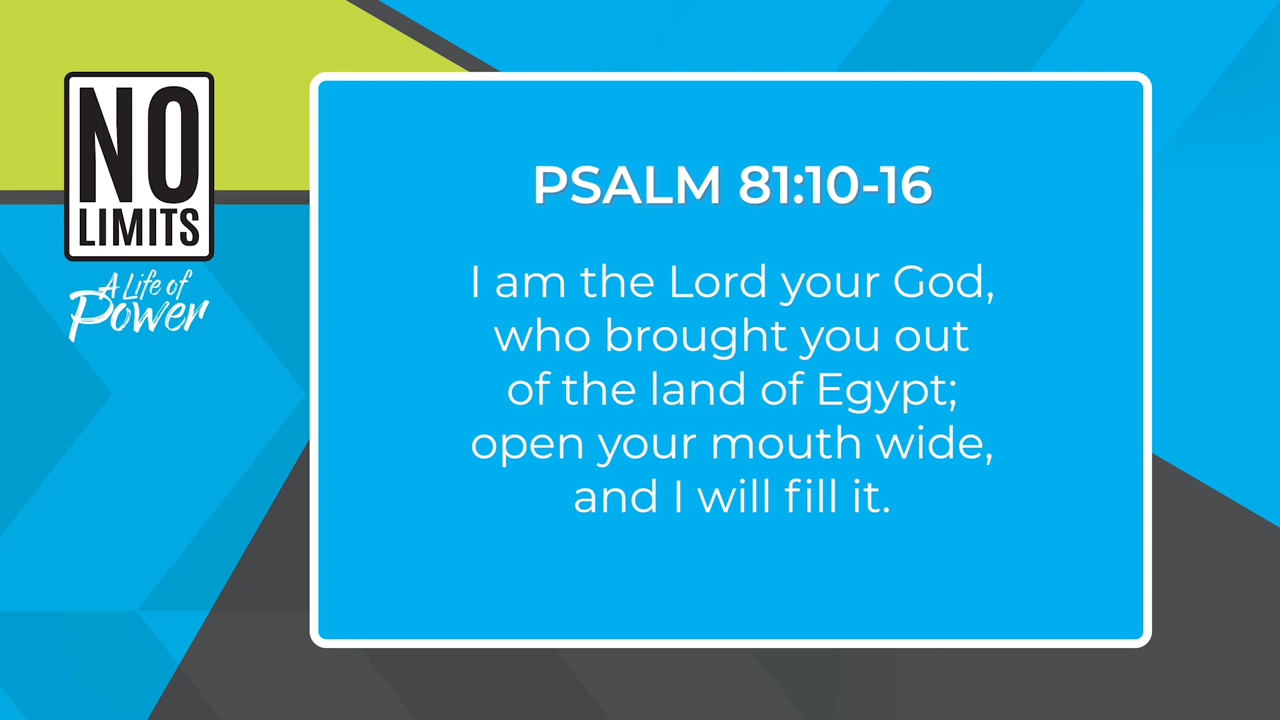 NO
LIMITS
A Life of
Power
PSALM 81:10-16
I am the Lord your God,
who brought you out
of the land of Egypt;
open your mouth wide,
and I will fill it.